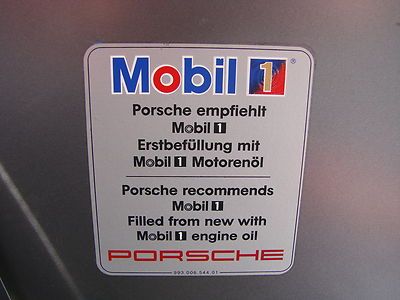 Mobil 1®
Porsche empfiehlt
Mobil 1
Erstbefüllung mit
Mobil 1 Motorenöl
Porsche recommends
Mobil 1
Filled from new with
Mobil 1 engine oil
PORSCHE
993.006.544.01